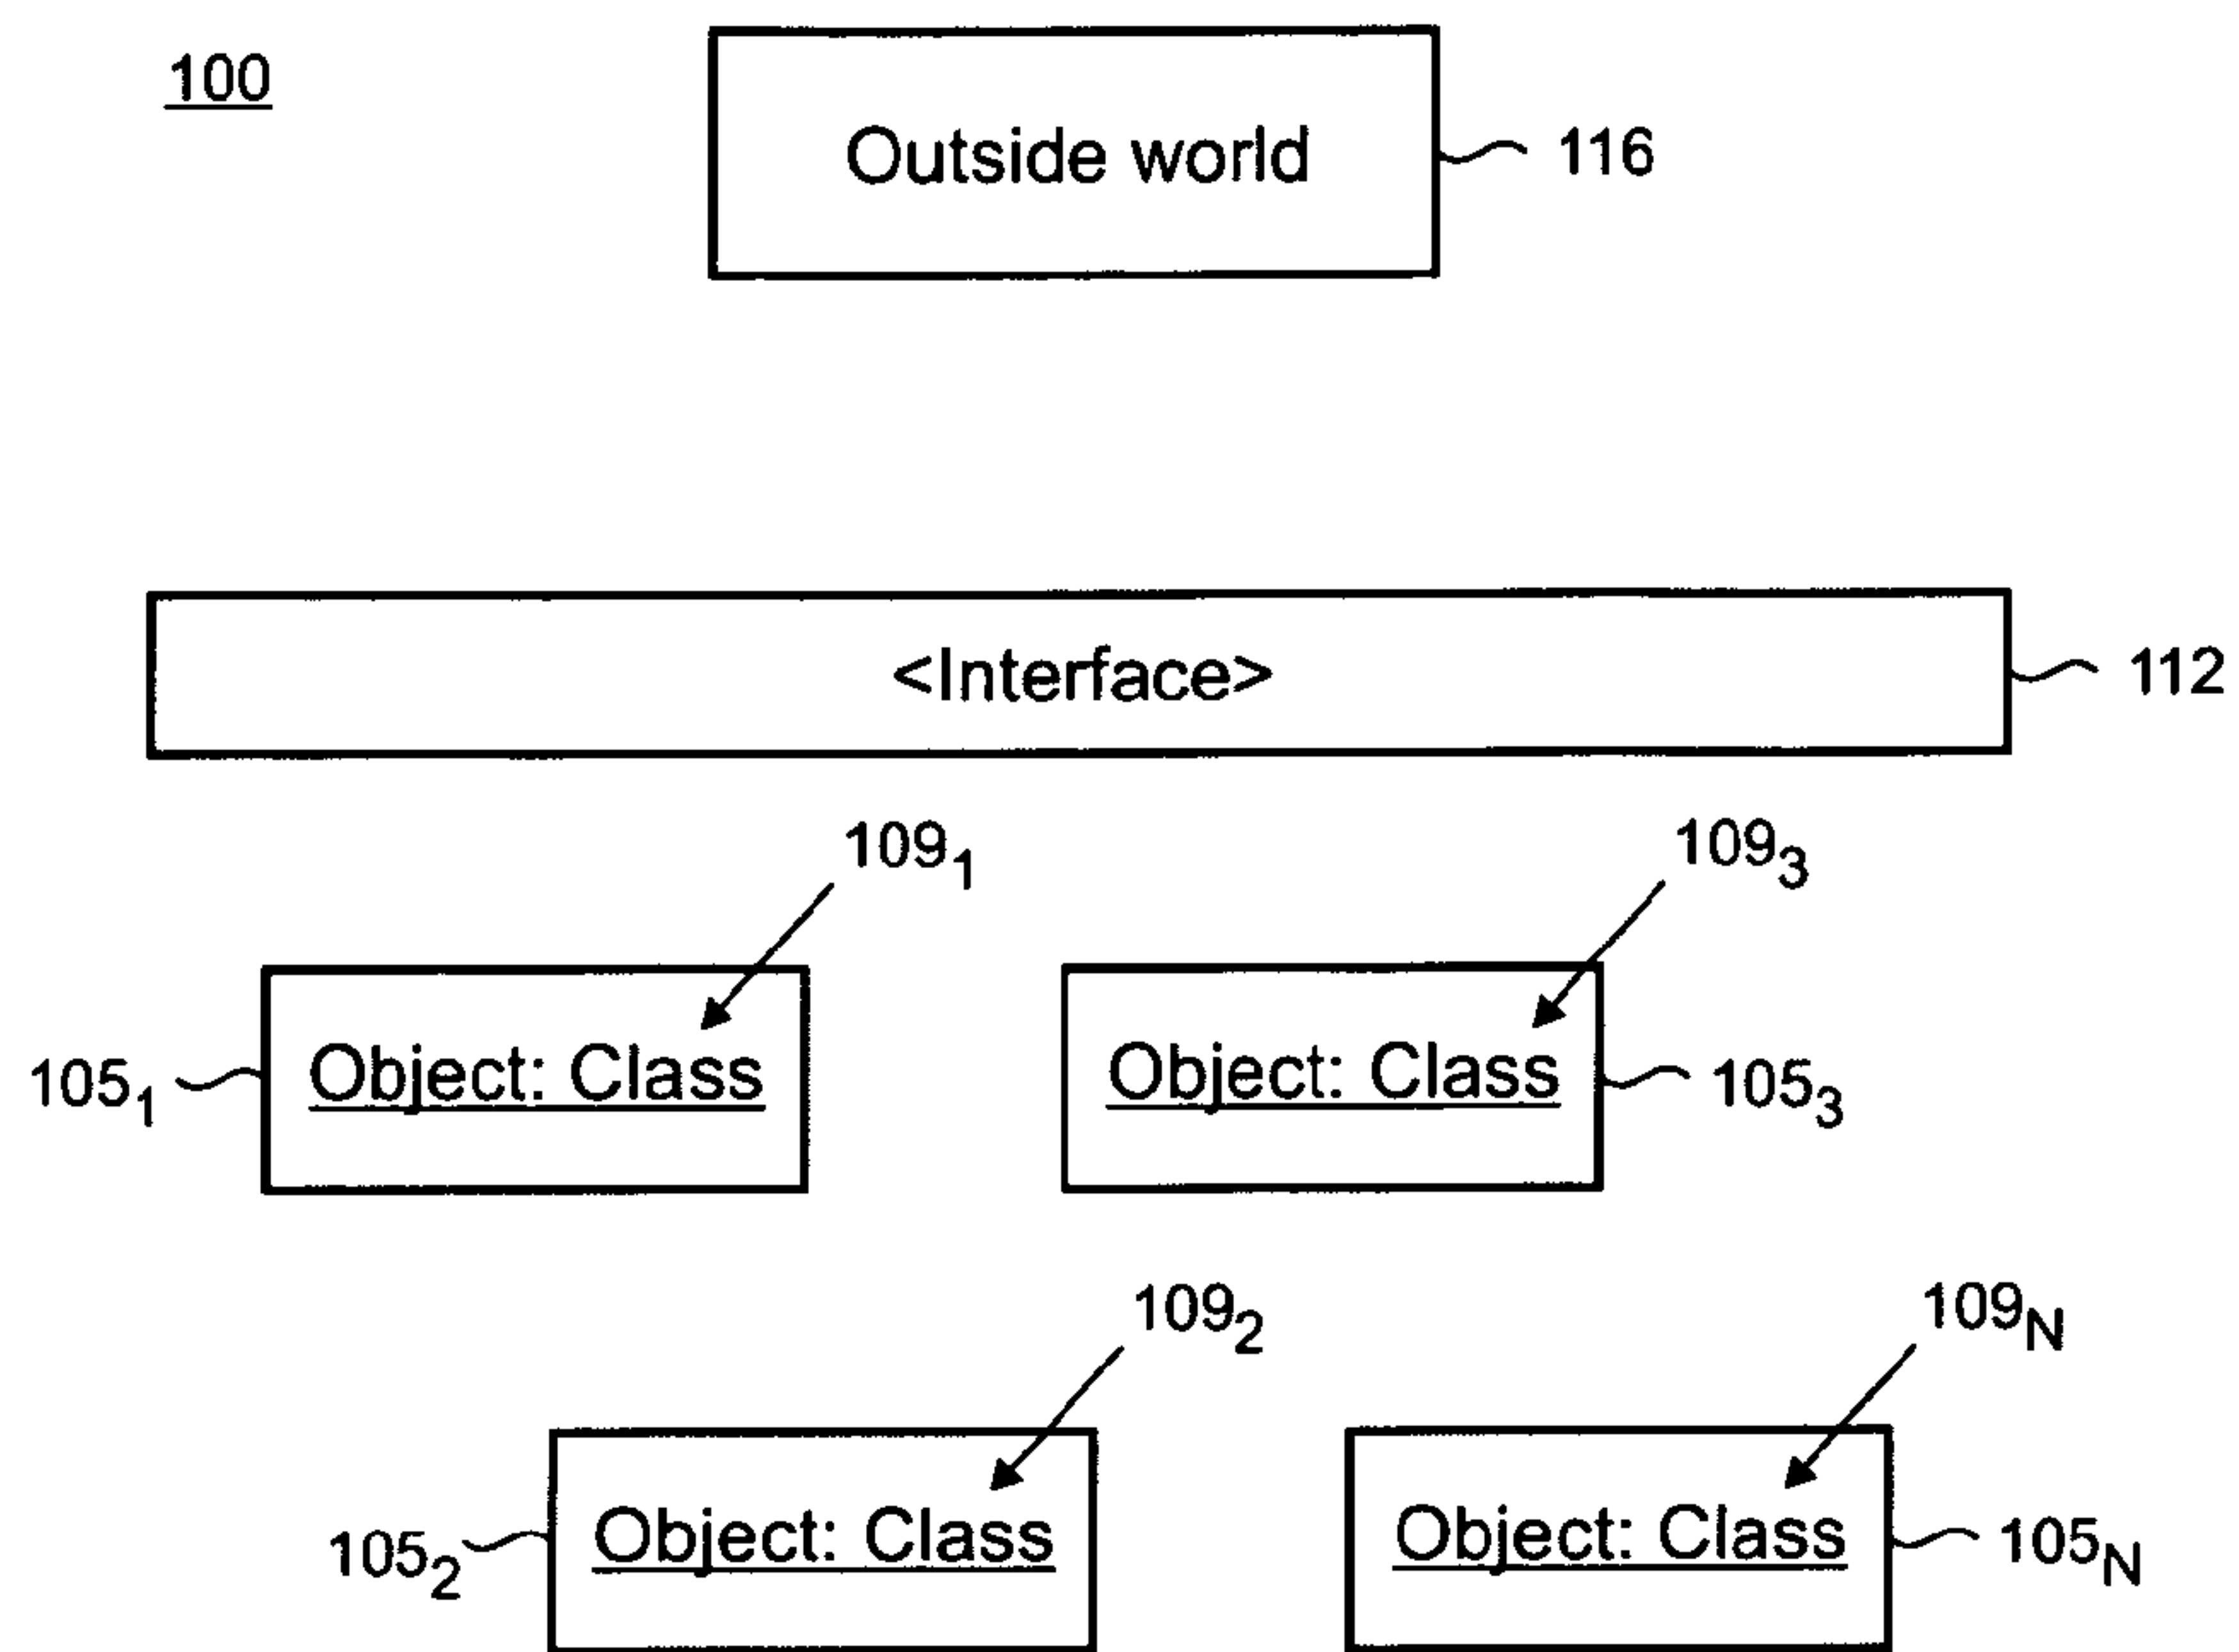 100
Outside world 116
<Interface> 112
109₁ 109₃
105₁ Object: Class Object: Class 105₃
109₂ 109N
105₂ Object: Class Object: Class 105N